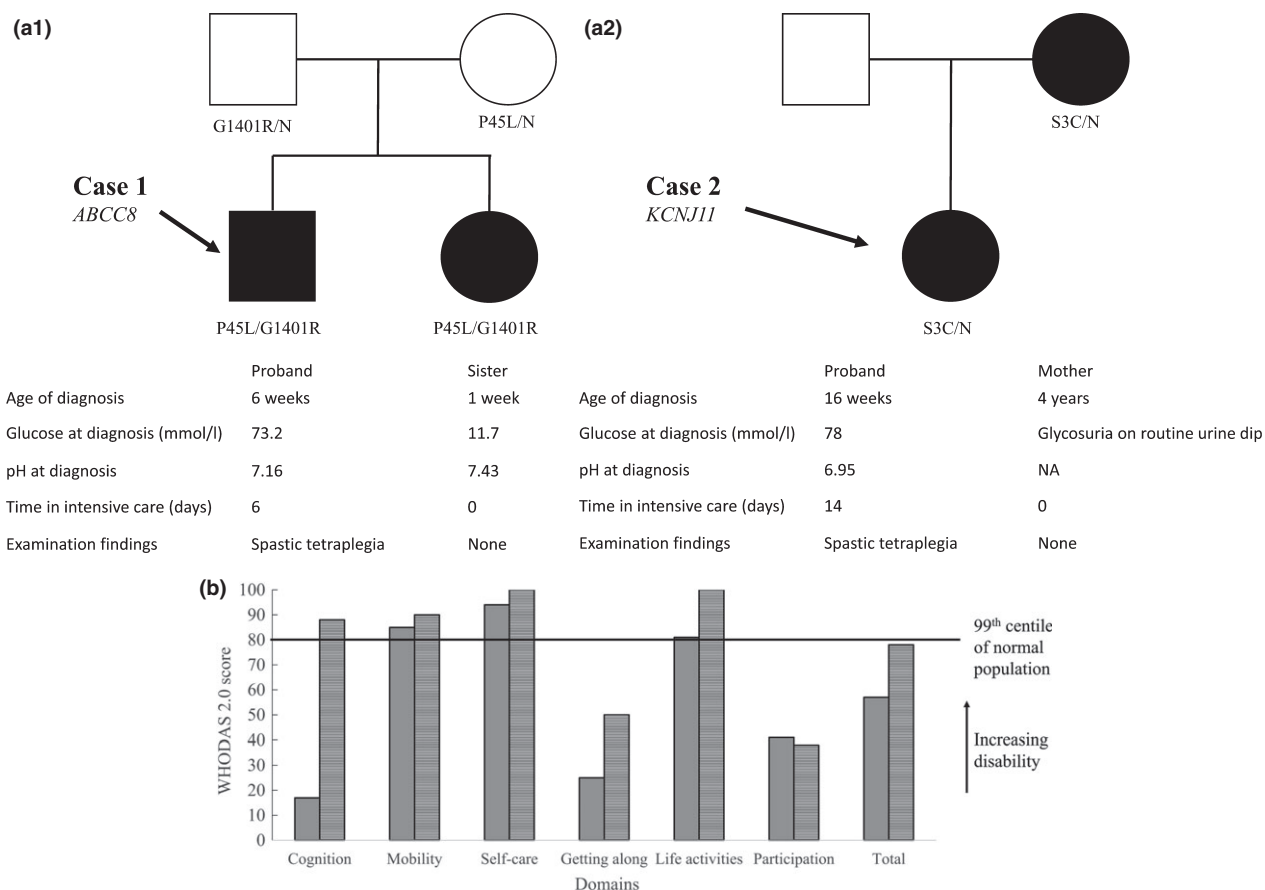 (a1)
G1401R/N
P45L/N
Case 1
ABCC8
P45L/G1401R
P45L/G1401R
Proband
Sister
Age of diagnosis
6 weeks
1 week
Glucose at diagnosis (mmol/l)
73.2
11.7
pH at diagnosis
7.16
7.43
Time in intensive care (days)
6
0
Examination findings
Spastic tetraplegia
None
(a2)
S3C/N
Case 2
KCNJ11
S3C/N
Proband
Mother
Age of diagnosis
16 weeks
4 years
Glucose at diagnosis (mmol/l)
78
Glycosuria on routine urine dip
pH at diagnosis
6.95
NA
Time in intensive care (days)
14
0
Examination findings
Spastic tetraplegia
None
(b)
WHODAS 2.0 score
100
90
80
70
60
50
40
30
20
10
0
Cognition
Mobility
Self-care
Getting along
Life activities
Participation
Total
Domains
99th centile
of normal
population
Increasing
disability